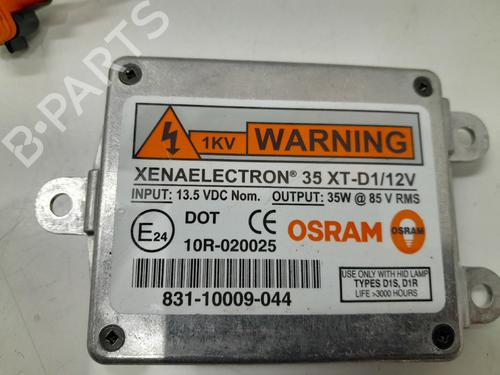 B-PARTS
1KV WARNING
XENAELECTRON® 35 XT-D1/12V
INPUT: 13.5 VDC Nom. OUTPUT: 35W @ 85 V RMS
E24 DOT CE
10R-020025
OSRAM OSRAM
831-10009-044
USE ONLY WITH HID LAMP
TYPES D1S, D1R
LIFE >3000 HOURS